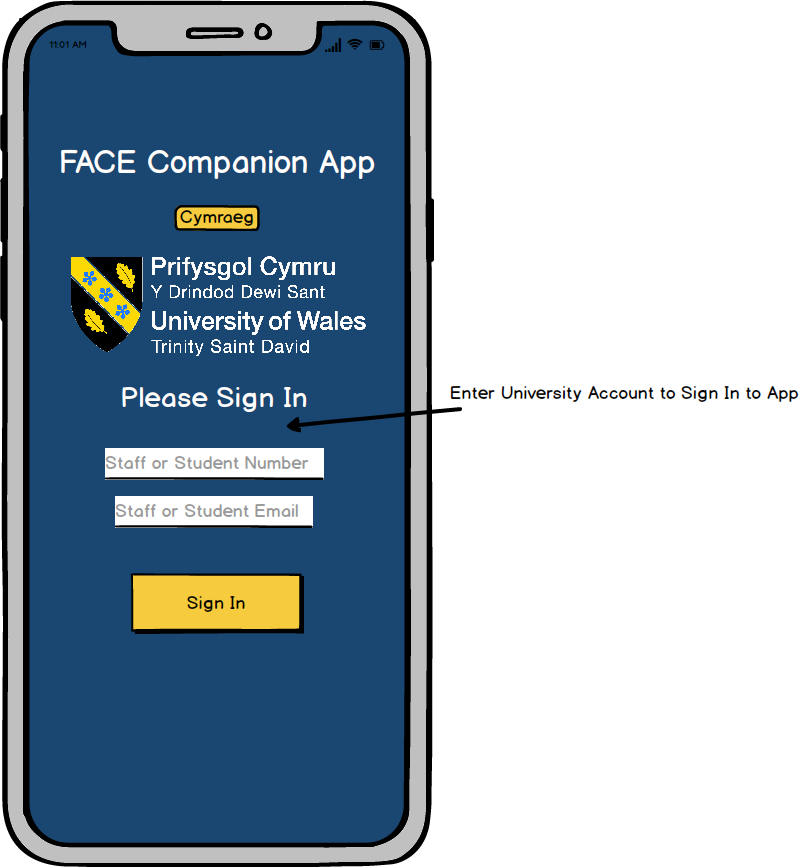 11:01 AM
FACE Companion App
Cymraeg
Prifysgol Cymru
Y Drindod Dewi Sant
University of Wales
Trinity Saint David
Please Sign In
Enter University Account to Sign In to App
Staff or Student Number
Staff or Student Email
Sign In